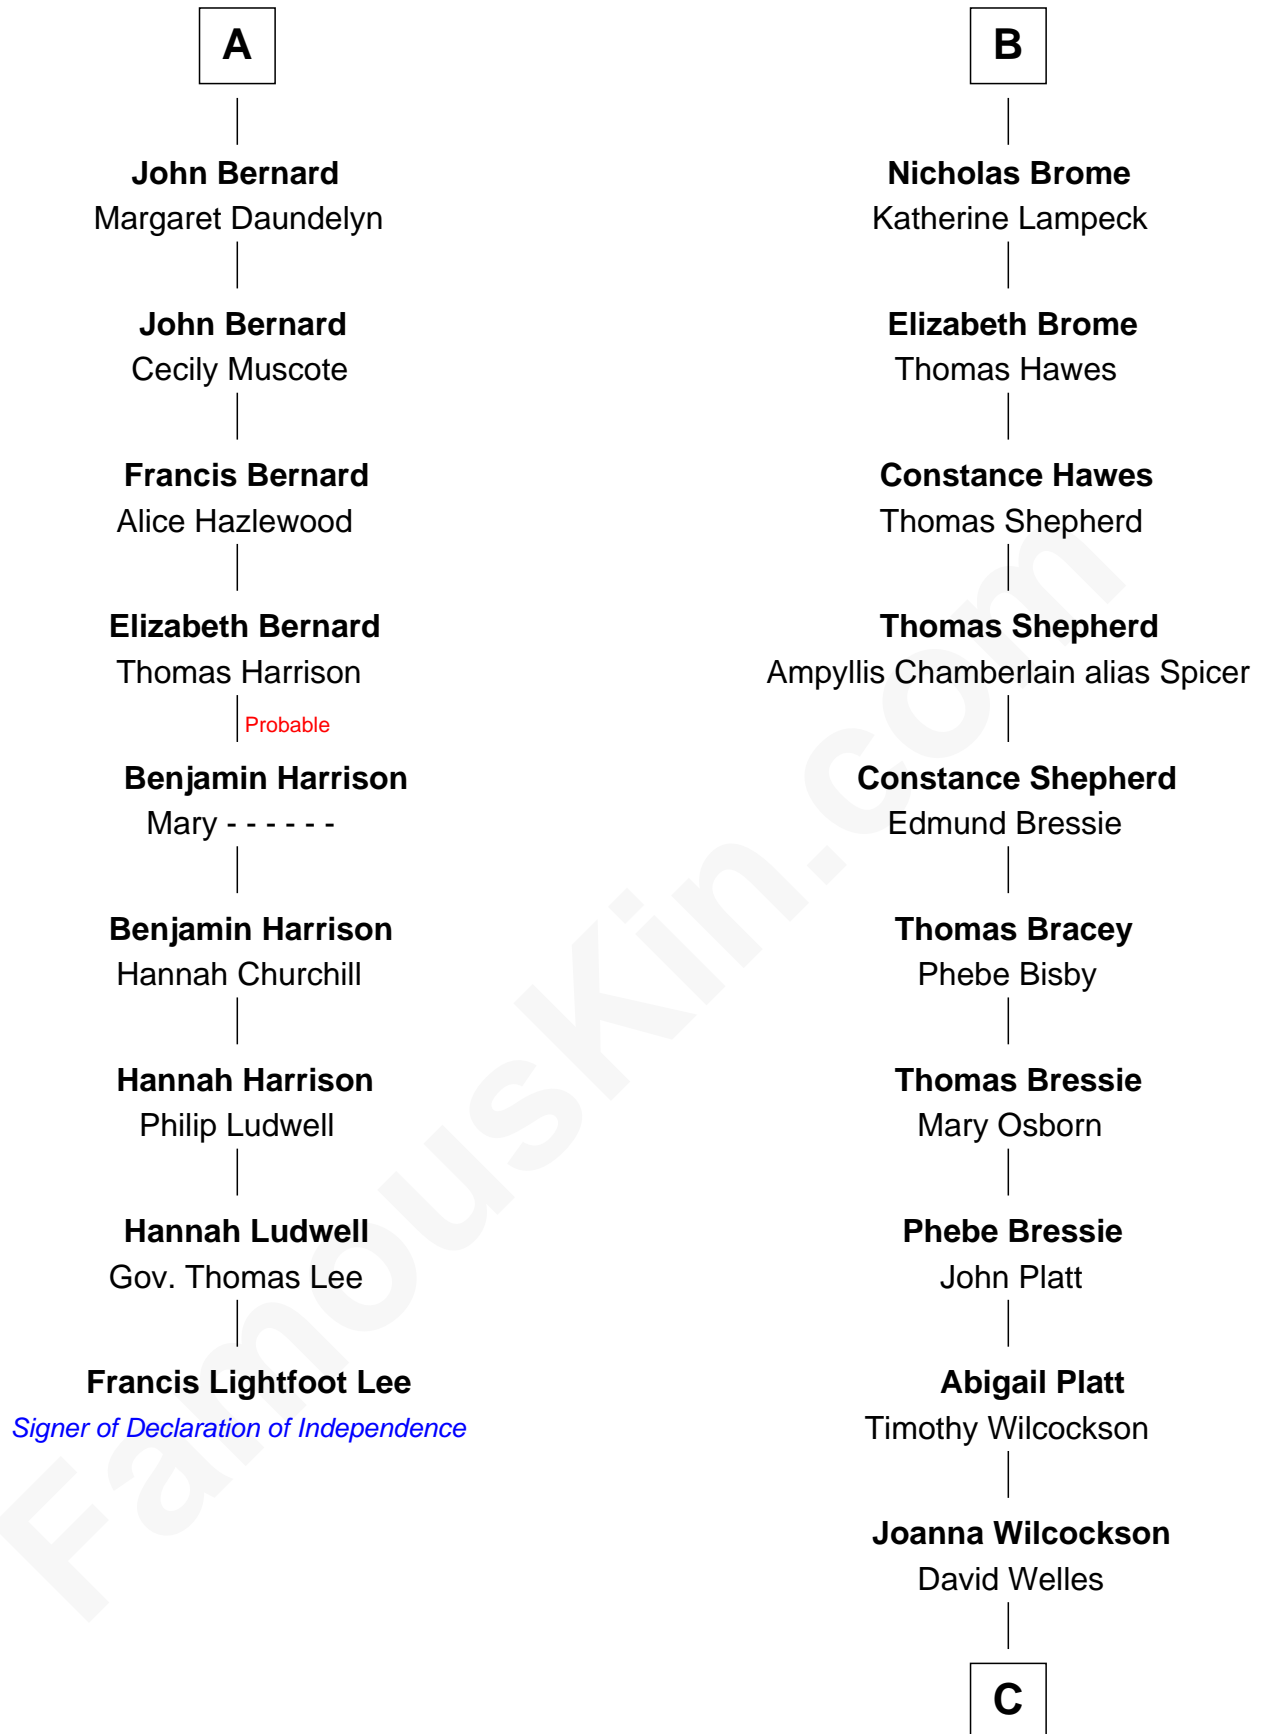 A
John Bernard
Margaret Daundelyn
John Bernard
Cecily Muscote
Francis Bernard
Alice Hazlewood
Elizabeth Bernard
Thomas Harrison
Probable
Benjamin Harrison
Mary - - - - - -
Benjamin Harrison
Hannah Churchill
Hannah Harrison
Philip Ludwell
Hannah Ludwell
Gov. Thomas Lee
Francis Lightfoot Lee
Signer of Declaration of Independence
B
Nicholas Brome
Katherine Lampeck
Elizabeth Brome
Thomas Hawes
Constance Hawes
Thomas Shepherd
Thomas Shepherd
Ampyllis Chamberlain alias Spicer
Constance Shepherd
Edmund Bressie
Thomas Bracey
Phebe Bisby
Thomas Bressie
Mary Osborn
Phebe Bressie
John Platt
Abigail Platt
Timothy Wilcockson
Joanna Wilcockson
David Welles
C
FamousKin.com